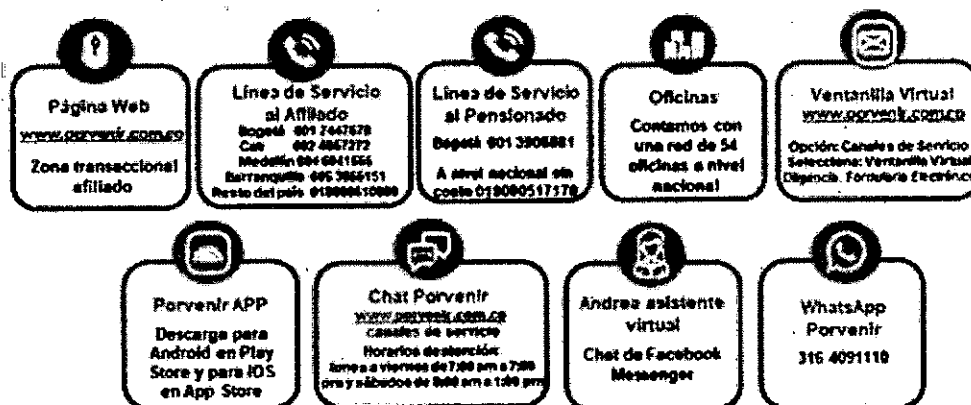 Página Web
www.porvenir.com.co
Zona transaccional
afiliado
Línea de Servicio
al Afiliado
Bogotá 601 7447678
Cali 602 4857272
Medellín 604 6041555
Barranquilla 605 3855151
Resto del país 018000510800
Línea de Servicio
al Pensionado
Bogotá 601 3906881
A nivel nacional sin
costo 018000517170
Oficinas
Contamos con
una red de 54
oficinas a nivel
nacional
Ventanilla Virtual
www.porvenir.com.co
Opción: Canales de Servicio
Selecciona: Ventanilla Virtual
Diligencia. Formulario Electrónico
Porvenir APP
Descarga para
Android en Play
Store y para IOS
en App Store
Chat Porvenir
www.porvenir.com.co
canales de servicio
Horarios de atención:
lunes a viernes de 7:00 am a 7:00
pm y sábados de 8:00 am a 1:00 pm
Andrea asistente
virtual
Chat de Facebook
Messenger
WhatsApp
Porvenir
316 4091110